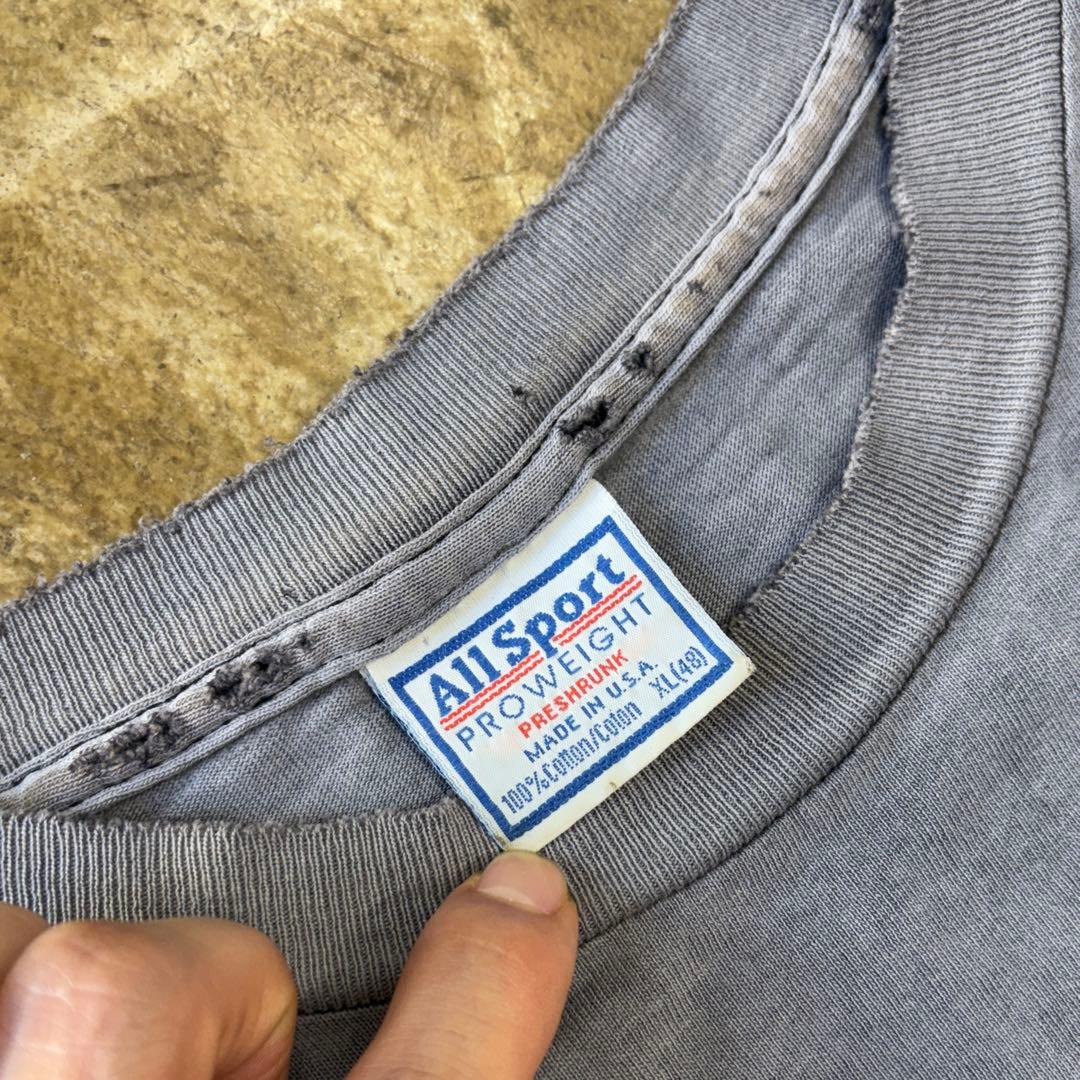 All Sport
PROWEIGHT
PRESHRUNK
MADE IN U.S.A.
100% Cotton/Coton XL(48)